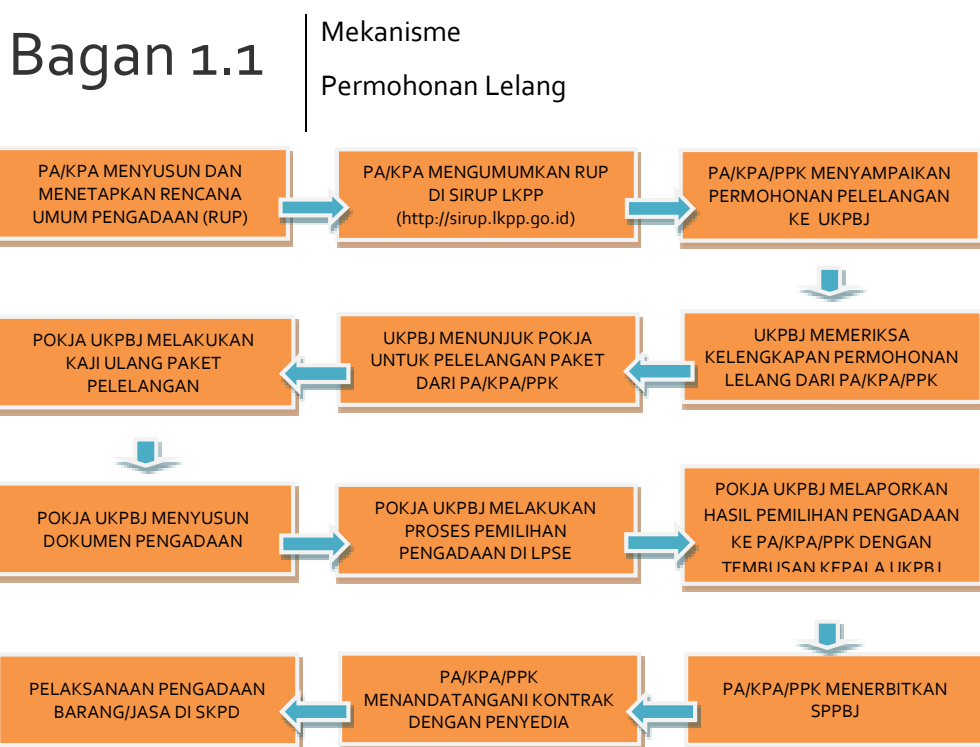 Bagan 1.1
Mekanisme
Permohonan Lelang
PA/KPA MENYUSUN DAN
MENETAPKAN RENCANA
UMUM PENGADAAN (RUP)
PA/KPA MENGUMUMKAN RUP
DI SIRUP LKPP
(http://sirup.lkpp.go.id)
PA/KPA/PPK MENYAMPAIKAN
PERMOHONAN PELELANGAN
KE UKPBJ
UKPBJ MEMERIKSA
KELENGKAPAN PERMOHONAN
LELANG DARI PA/KPA/PPK
UKPBJ MENUNJUK POKJA
UNTUK PELELANGAN PAKET
DARI PA/KPA/PPK
POKJA UKPBJ MELAKUKAN
KAJI ULANG PAKET
PELELANGAN
POKJA UKPBJ MENYUSUN
DOKUMEN PENGADAAN
POKJA UKPBJ MELAKUKAN
PROSES PEMILIHAN
PENGADAAN DI LPSE
POKJA UKPBJ MELAPORKAN
HASIL PEMILIHAN PENGADAAN
KE PA/KPA/PPK DENGAN
TEMBUSAN KEPALA UKPBJ
PA/KPA/PPK MENERBITKAN
SPPBJ
PA/KPA/PPK
MENANDATANGANI KONTRAK
DENGAN PENYEDIA
PELAKSANAAN PENGADAAN
BARANG/JASA DI SKPD